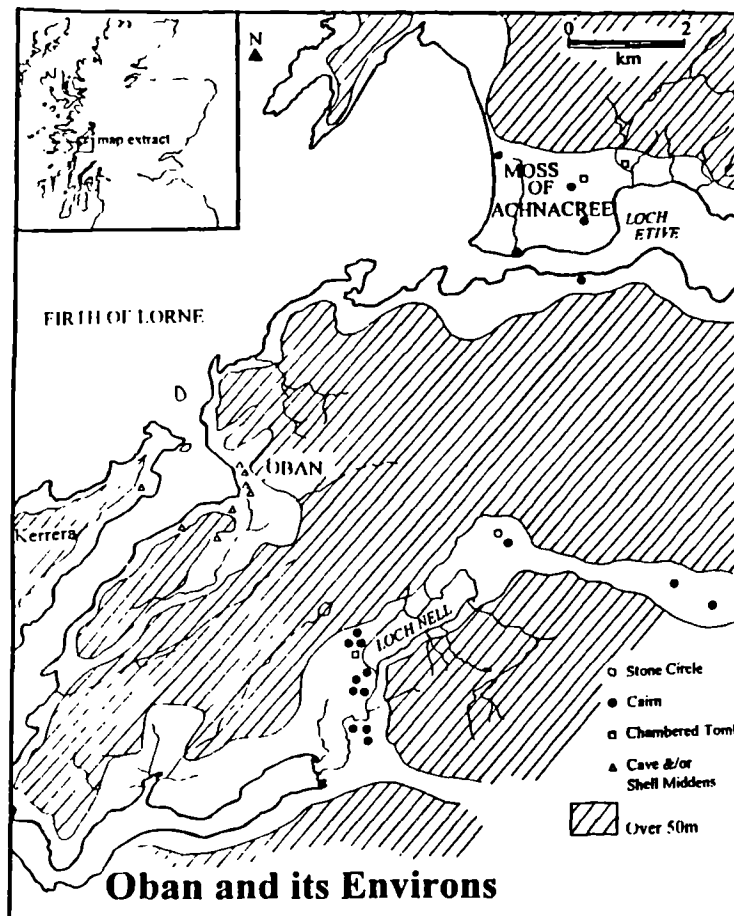 map extract
N
0 2
km
MOSS
OF
ACHNACREE
LOCH
ETIVE
FIRTH OF LORNE
OBAN
Kerrera
LOCH NELL
Stone Circle
Cairn
Chambered Tomb
Cave &/or
Shell Middens
Over 50m
Oban and its Environs